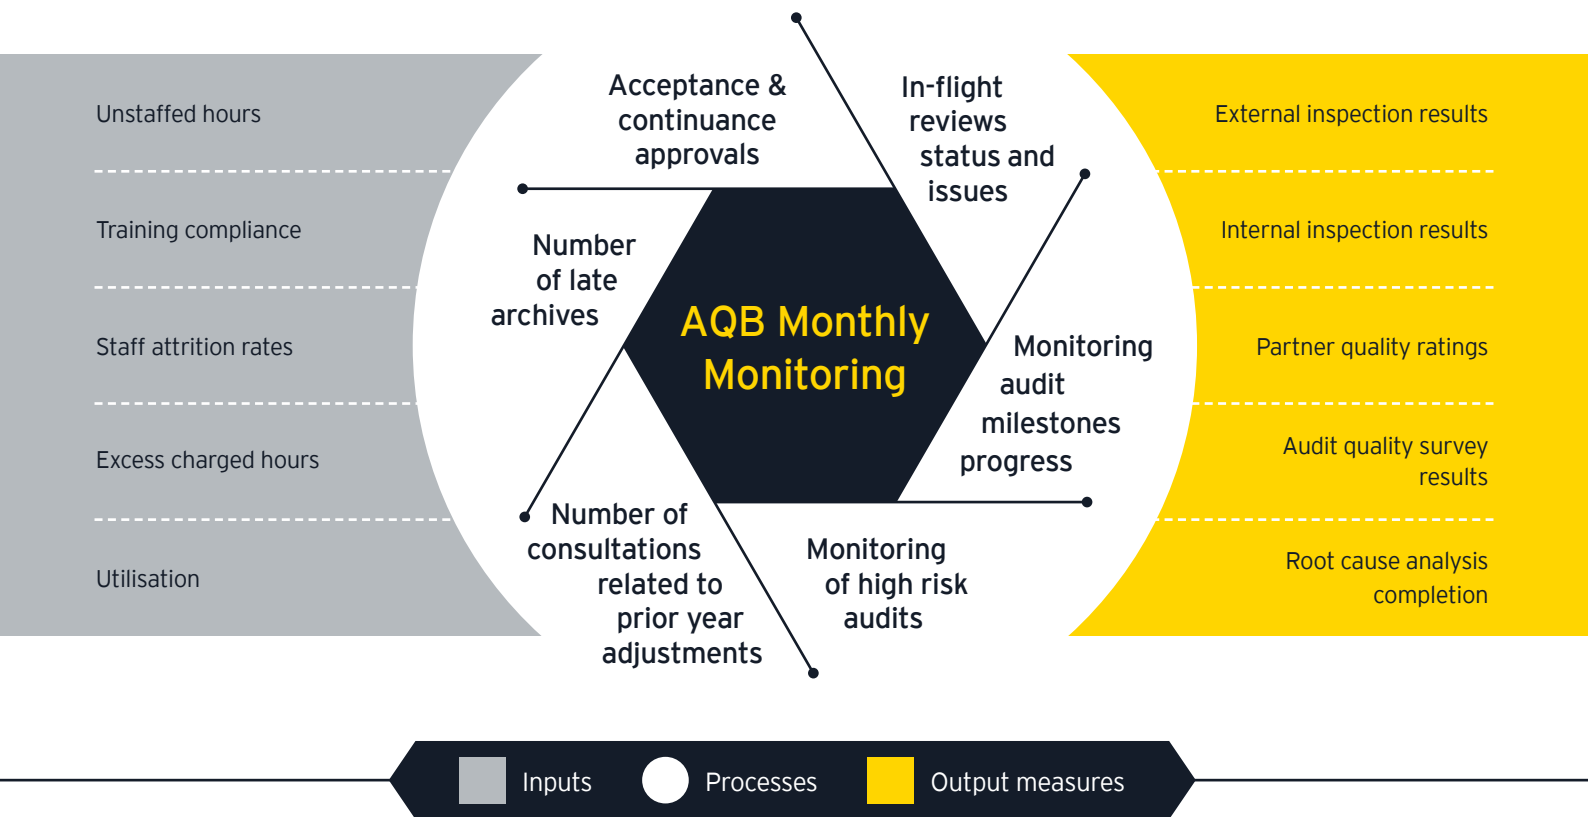 Unstaffed hours
Training compliance
Staff attrition rates
Excess charged hours
Utilisation
Acceptance &
continuance
approvals
In-flight
reviews
status and
issues
Number
of late
archives
AQB Monthly
Monitoring
Monitoring
audit
milestones
progress
Number of
consultations
related to
prior year
adjustments
Monitoring
of high risk
audits
External inspection results
Internal inspection results
Partner quality ratings
Audit quality survey
results
Root cause analysis
completion
Inputs
Processes
Output measures